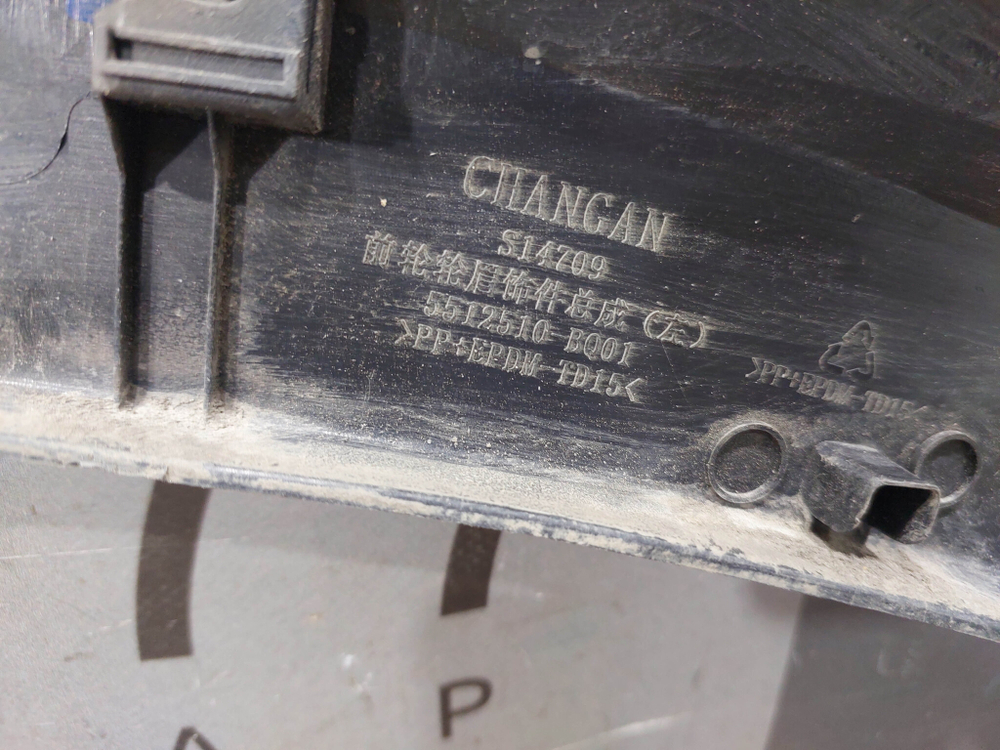 CHANGAN
S14709
前轮轮眉饰件总成 (左)
5512510-BQ01
>PP+EPDM-TD15<
>PP+EPDM-TD15<
P